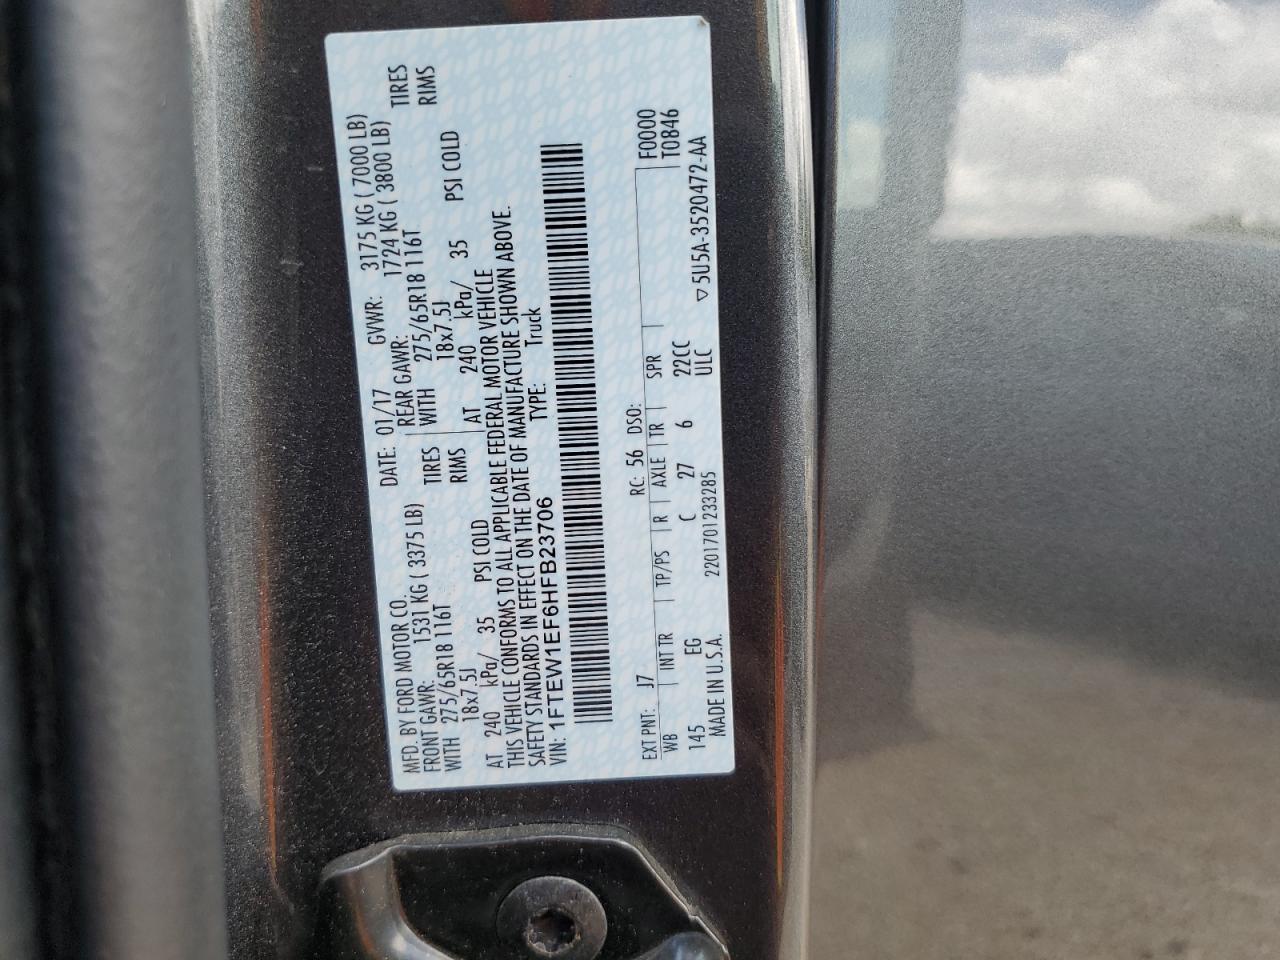 MFD. BY FORD MOTOR CO. DATE: 01/17 GVWR: 3175 KG ( 7000 LB)
FRONT GAWR: 1531 KG ( 3375 LB) REAR GAWR: 1724 KG ( 3800 LB)
WITH 275/65R18 116T TIRES WITH 275/65R18 116T TIRES
18x7.5J RIMS 18x7.5J RIMS
AT 240 kPa/ 35 PSI COLD AT 240 kPa/ 35 PSI COLD
THIS VEHICLE CONFORMS TO ALL APPLICABLE FEDERAL MOTOR VEHICLE
SAFETY STANDARDS IN EFFECT ON THE DATE OF MANUFACTURE SHOWN ABOVE.
VIN: 1FTEW1EF6HFB23706 TYPE: Truck
EXT PNT: J7 RC: 56 DSO: F0000
WB INT TR TP/PS R AXLE TR SPR T0846
145 EG C 27 6 22CC
MADE IN U.S.A. 2201701233285 ULC ▽5U5A-3520472-AA